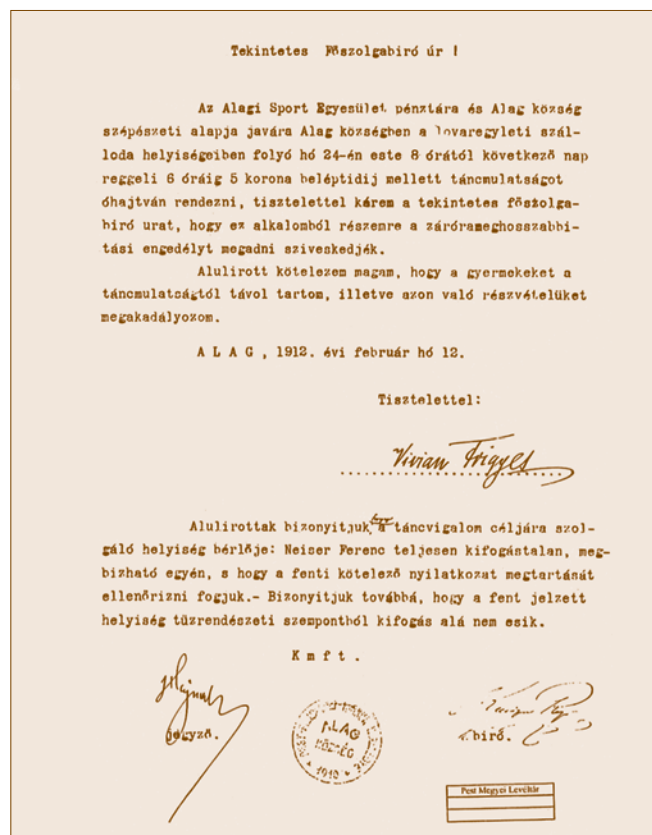 Tekintetes Főszolgabiró úr !
Az Alagi Sport Egyesület pénztára és Alag község
szépészeti alapja javára Alag községben a lovaregyleti szál-
loda helyiségeiben folyó hó 24-én este 8 órától következő nap
reggeli 6 óráig 5 korona beléptidij mellett táncmulatságot
óhajtván rendezni, tisztelettel kérem a tekintetes főszolga-
biró urat, hogy ez alkalomból részemre a zárórameghosszabbi-
tási engedélyt megadni sziveskedjék.
Alulirott kötelezem magam, hogy a gyermekeket a
táncmulatságtól távol tartom, illetve azon való részvételüket
megakadályozom.
A L A G , 1912. évi február hó 12.
Tisztelettel:
Vivian Frigyes
Alulirottak bizonyitjuk, hogy a táncvigalom céljára szol-
gáló helyiség bérlője: Neiser Ferenc teljesen kifogástalan, meg-
bizható egyén, s hogy a fenti kötelező nyilatkozat megtartását
ellenőrizni fogjuk.- Bizonyitjuk továbbá, hogy a fent jelzett
helyiség tüzrendészeti szempontból kifogás alá nem esik.
K m f t .
jegyző.
biró.
ALAG
KÖZSÉG
1910
Pest Megyei Levéltár